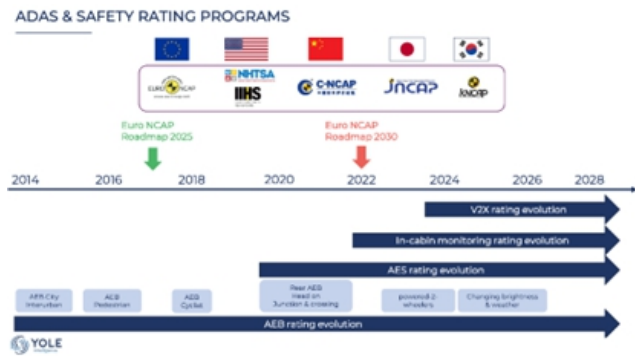 ADAS & SAFETY RATING PROGRAMS
EURO NCAP
NHTSA
IIHS
C-NCAP
JNCAP
KNCAP
Euro NCAP
Roadmap 2025
Euro NCAP
Roadmap 2030
2014 2016 2018 2020 2022 2024 2026 2028
V2X rating evolution
In-cabin monitoring rating evolution
AES rating evolution
AEB City
Interurban
AEB
Pedestrian
AEB
Cyclist
Rear AEB
Head on
Junction & crossing
powered-2-
wheelers
Changing brightness
& weather
AEB rating evolution
YOLE
Intelligence